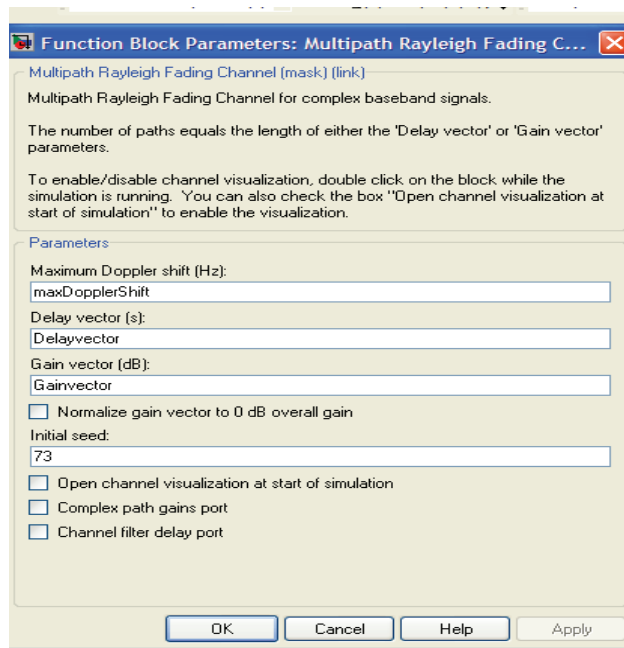 Function Block Parameters: Multipath Rayleigh Fading C...
Multipath Rayleigh Fading Channel (mask) (link)
Multipath Rayleigh Fading Channel for complex baseband signals.
The number of paths equals the length of either the 'Delay vector' or 'Gain vector'
parameters.
To enable/disable channel visualization, double click on the block while the
simulation is running. You can also check the box "Open channel visualization at
start of simulation" to enable the visualization.
Parameters
Maximum Doppler shift (Hz):
maxDopplerShift
Delay vector (s):
Delayvector
Gain vector (dB):
Gainvector
Normalize gain vector to 0 dB overall gain
Initial seed:
73
Open channel visualization at start of simulation
Complex path gains port
Channel filter delay port
OK Cancel Help Apply